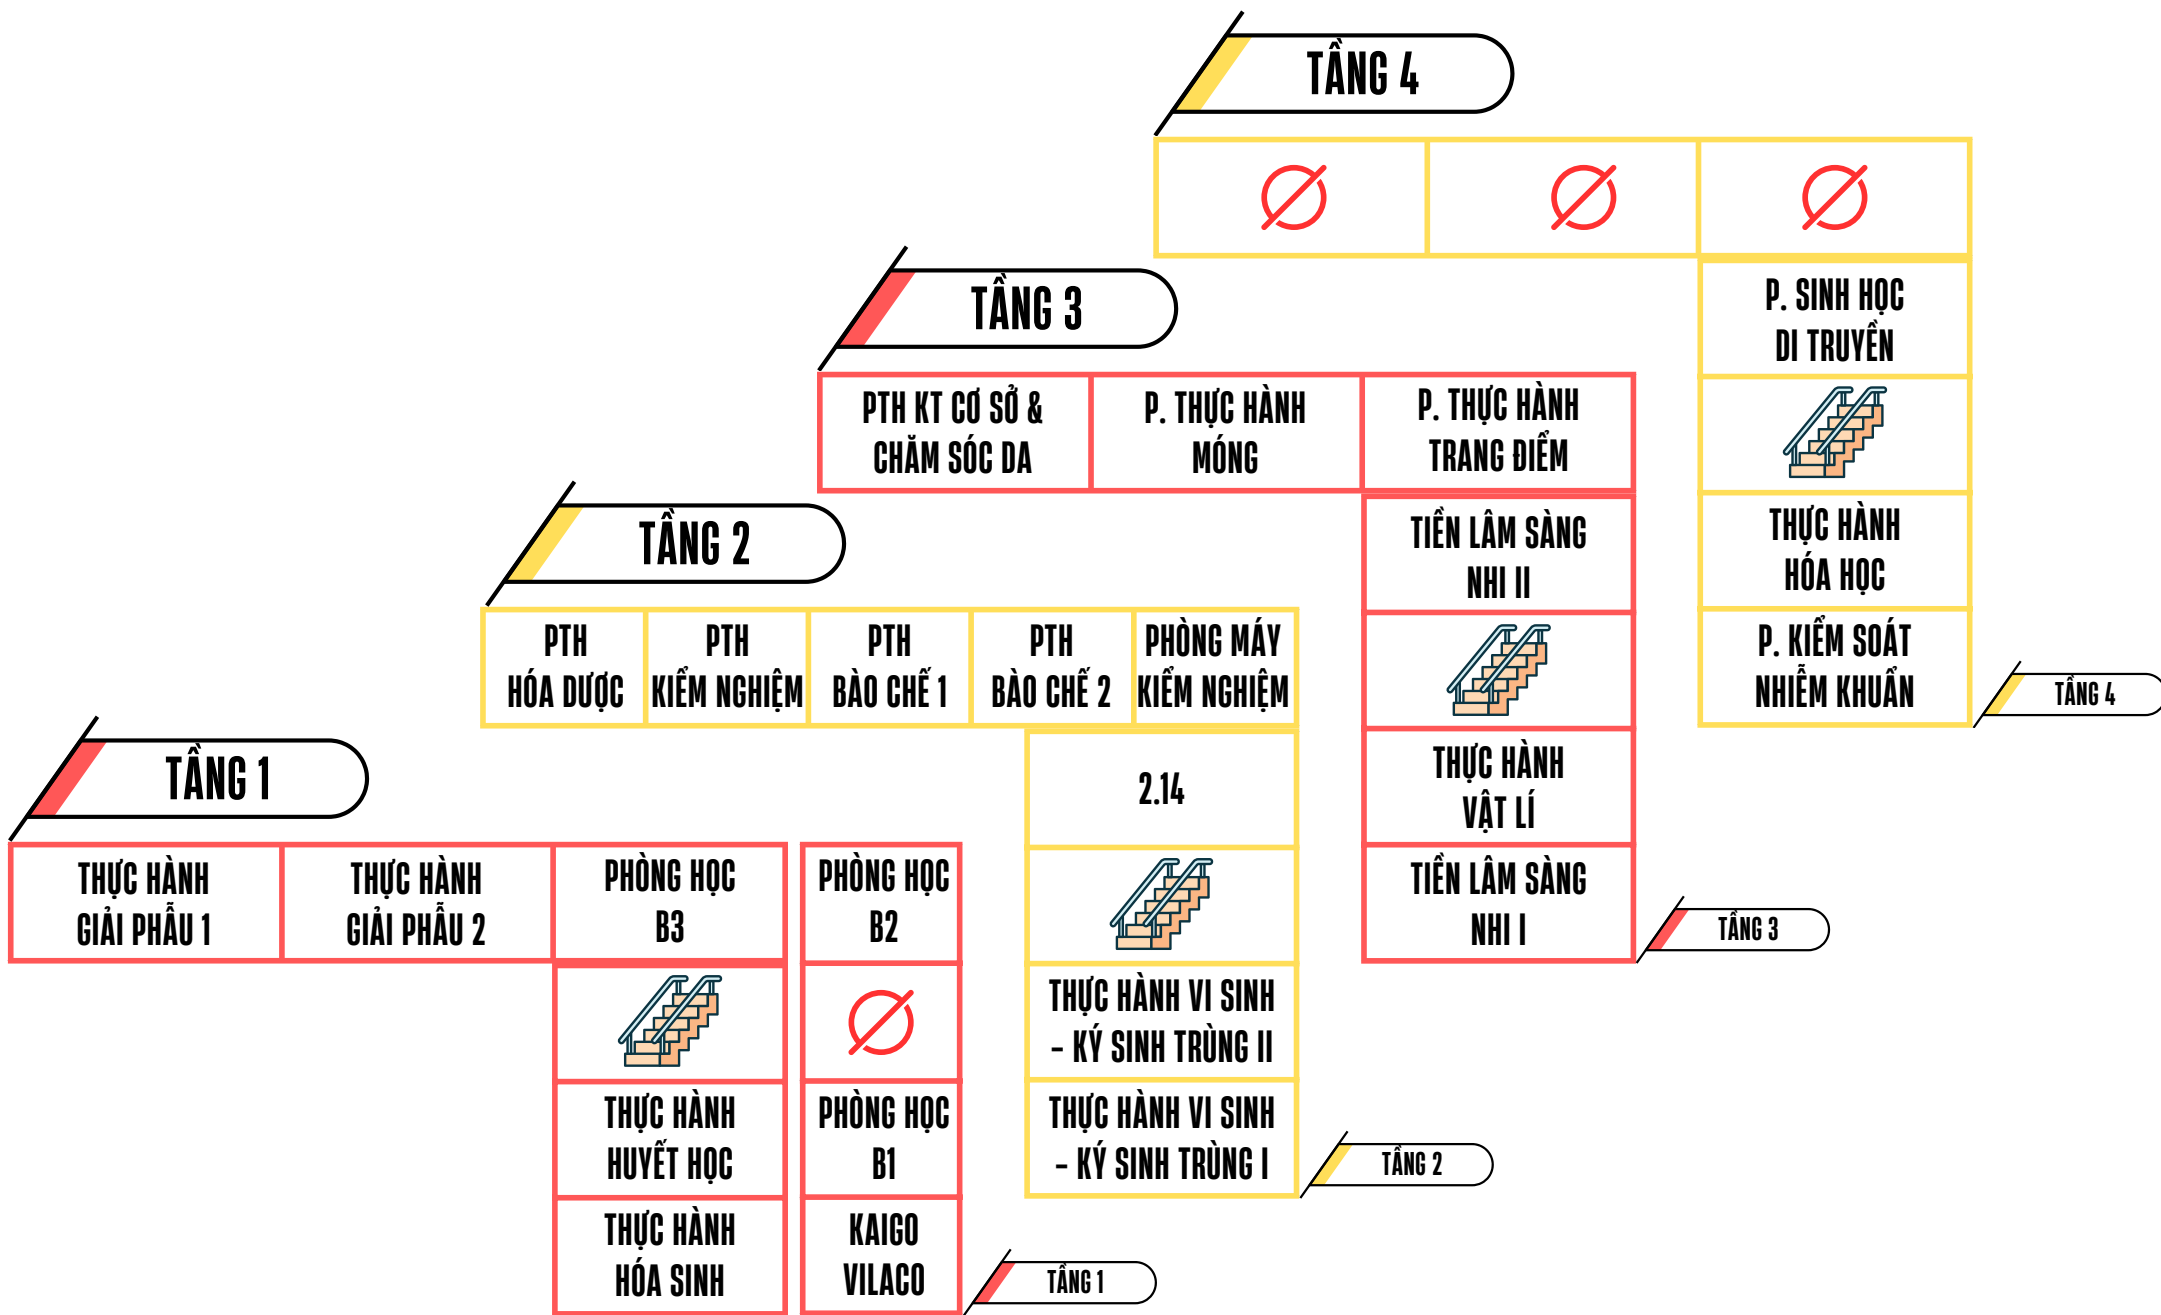 TẦNG 4
P. SINH HỌC
DI TRUYỀN
THỰC HÀNH
HÓA HỌC
P. KIỂM SOÁT
NHIỄM KHUẨN
TẦNG 4
TẦNG 3
PTH KT CƠ SỞ &
CHĂM SÓC DA
P. THỰC HÀNH
MÓNG
P. THỰC HÀNH
TRANG ĐIỂM
TIỀN LÂM SÀNG
NHI II
THỰC HÀNH
VẬT LÍ
TIỀN LÂM SÀNG
NHI I
TẦNG 3
TẦNG 2
PTH
HÓA DƯỢC
PTH
KIỂM NGHIỆM
PTH
BÀO CHẾ 1
PTH
BÀO CHẾ 2
PHÒNG MÁY
KIỂM NGHIỆM
2.14
THỰC HÀNH VI SINH
- KÝ SINH TRÙNG II
THỰC HÀNH VI SINH
- KÝ SINH TRÙNG I
TẦNG 2
TẦNG 1
THỰC HÀNH
GIẢI PHẪU 1
THỰC HÀNH
GIẢI PHẪU 2
PHÒNG HỌC
B3
PHÒNG HỌC
B2
THỰC HÀNH
HUYẾT HỌC
PHÒNG HỌC
B1
THỰC HÀNH
HÓA SINH
KAIGO
VILACO
TẦNG 1